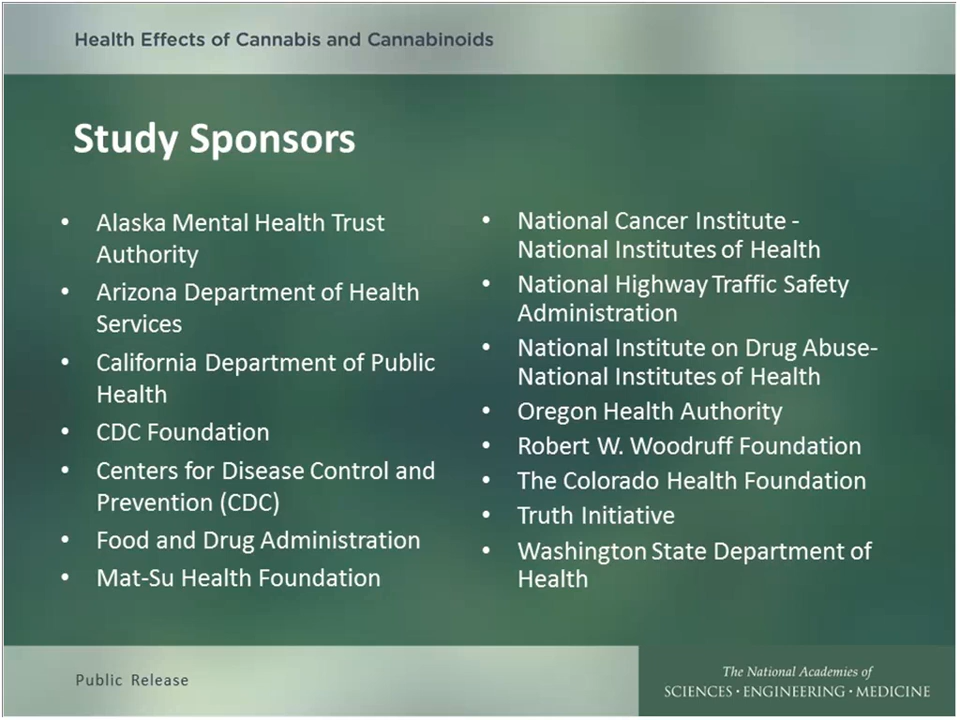 Health Effects of Cannabis and Cannabinoids
Study Sponsors
• Alaska Mental Health Trust
Authority
• Arizona Department of Health
Services
• California Department of Public
Health
• CDC Foundation
• Centers for Disease Control and
Prevention (CDC)
• Food and Drug Administration
• Mat-Su Health Foundation
• National Cancer Institute -
National Institutes of Health
• National Highway Traffic Safety
Administration
• National Institute on Drug Abuse-
National Institutes of Health
• Oregon Health Authority
• Robert W. Woodruff Foundation
• The Colorado Health Foundation
• Truth Initiative
• Washington State Department of
Health
Public Release
The National Academies of
SCIENCES • ENGINEERING • MEDICINE